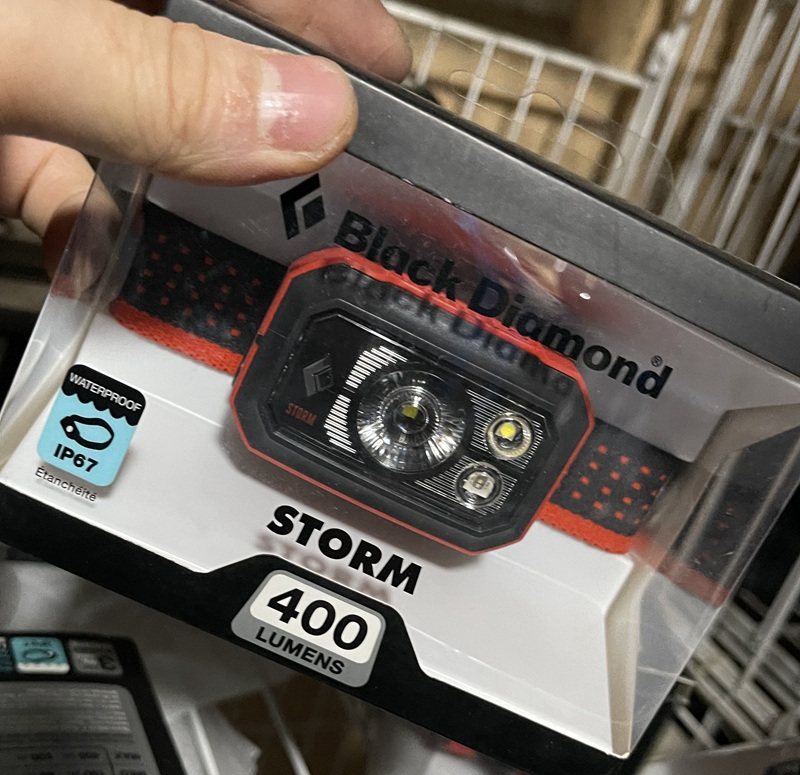 Black Diamond®
STORM
WATERPROOF
IP67
Étanchéité
STORM
400
LUMENS